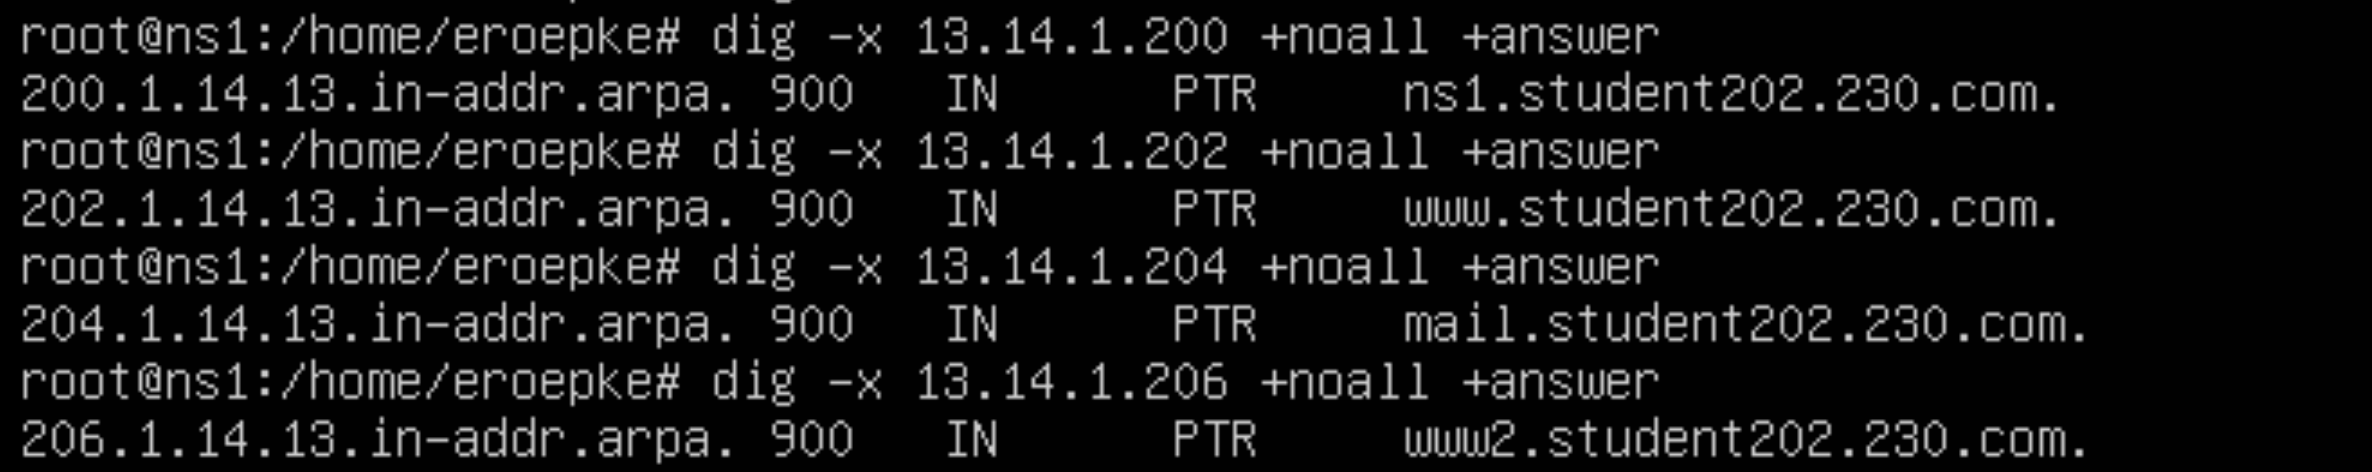 root@ns1:/home/eroepke# dig -x 13.14.1.200 +noall +answer
200.1.14.13.in-addr.arpa. 900 IN PTR ns1.student202.230.com.
root@ns1:/home/eroepke# dig -x 13.14.1.202 +noall +answer
202.1.14.13.in-addr.arpa. 900 IN PTR www.student202.230.com.
root@ns1:/home/eroepke# dig -x 13.14.1.204 +noall +answer
204.1.14.13.in-addr.arpa. 900 IN PTR mail.student202.230.com.
root@ns1:/home/eroepke# dig -x 13.14.1.206 +noall +answer
206.1.14.13.in-addr.arpa. 900 IN PTR www2.student202.230.com.